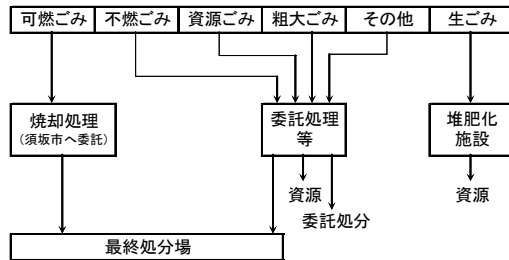 可燃ごみ 不燃ごみ 資源ごみ 粗大ごみ その他 生ごみ
焼却処理
(須坂市へ委託)
委託処理
等
堆肥化
施設
資源
委託処分
資源
最終処分場